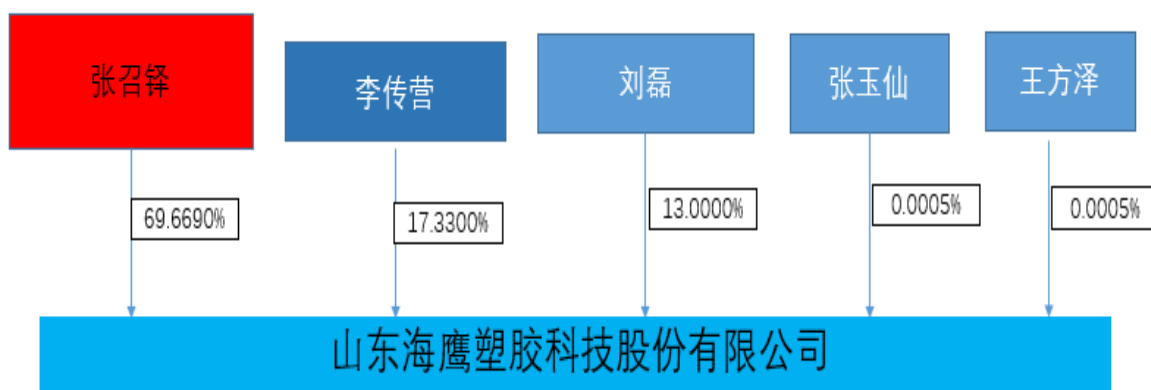 张召铎
李传营
刘磊
张玉仙
王方泽
69.6690%
17.3300%
13.0000%
0.0005%
0.0005%
山东海鹰塑胶科技股份有限公司